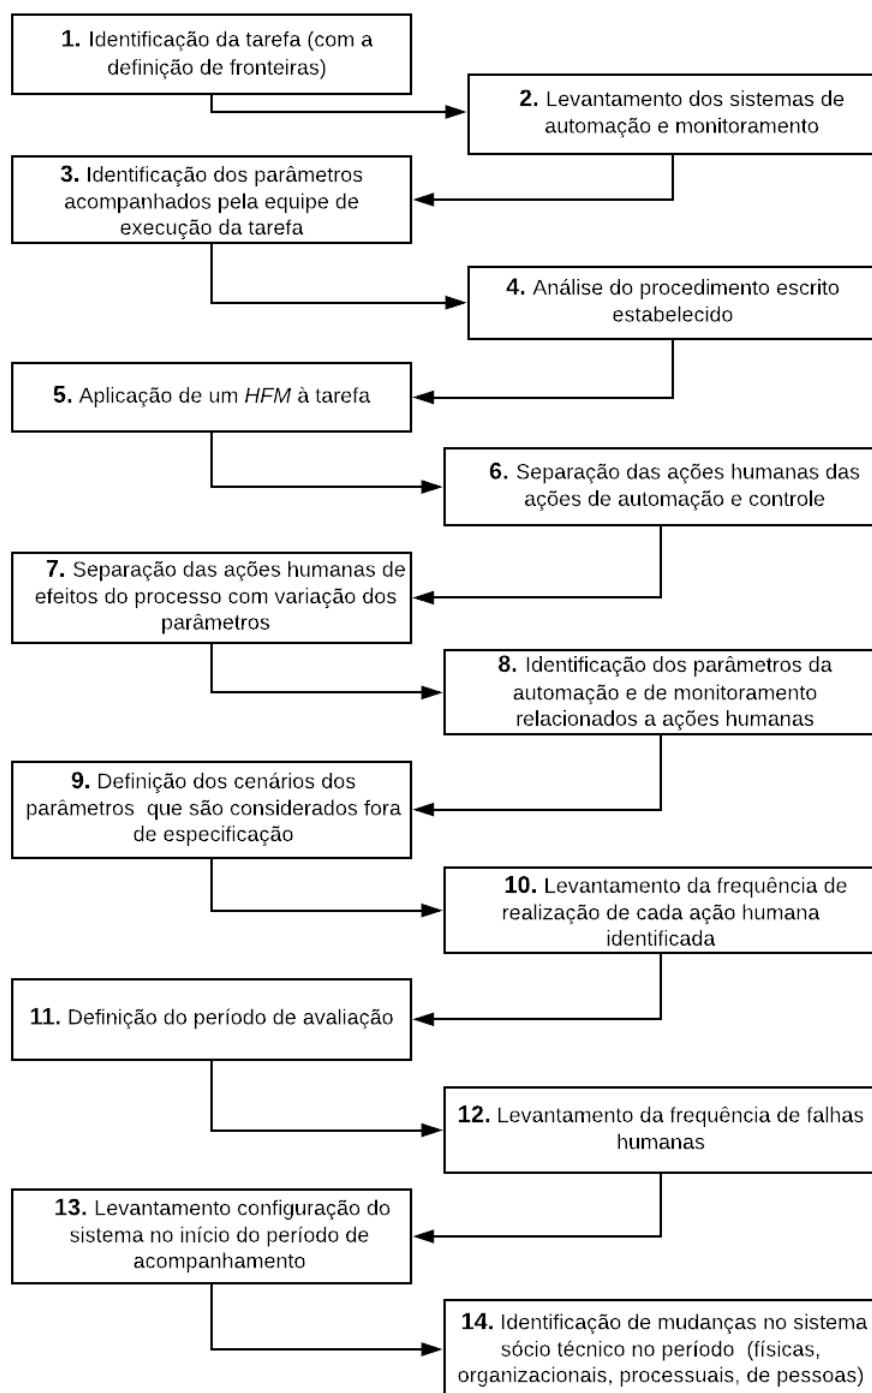 1. Identificação da tarefa (com a
definição de fronteiras)
2. Levantamento dos sistemas de
automação e monitoramento
3. Identificação dos parâmetros
acompanhados pela equipe de
execução da tarefa
4. Análise do procedimento escrito
estabelecido
5. Aplicação de um HFM à tarefa
6. Separação das ações humanas das
ações de automação e controle
7. Separação das ações humanas de
efeitos do processo com variação dos
parâmetros
8. Identificação dos parâmetros da
automação e de monitoramento
relacionados a ações humanas
9. Definição dos cenários dos
parâmetros que são considerados fora
de especificação
10. Levantamento da frequência de
realização de cada ação humana
identificada
11. Definição do período de avaliação
12. Levantamento da frequência de falhas
humanas
13. Levantamento configuração do
sistema no início do período de
acompanhamento
14. Identificação de mudanças no sistema
sócio técnico no período (físicas,
organizacionais, processuais, de pessoas)